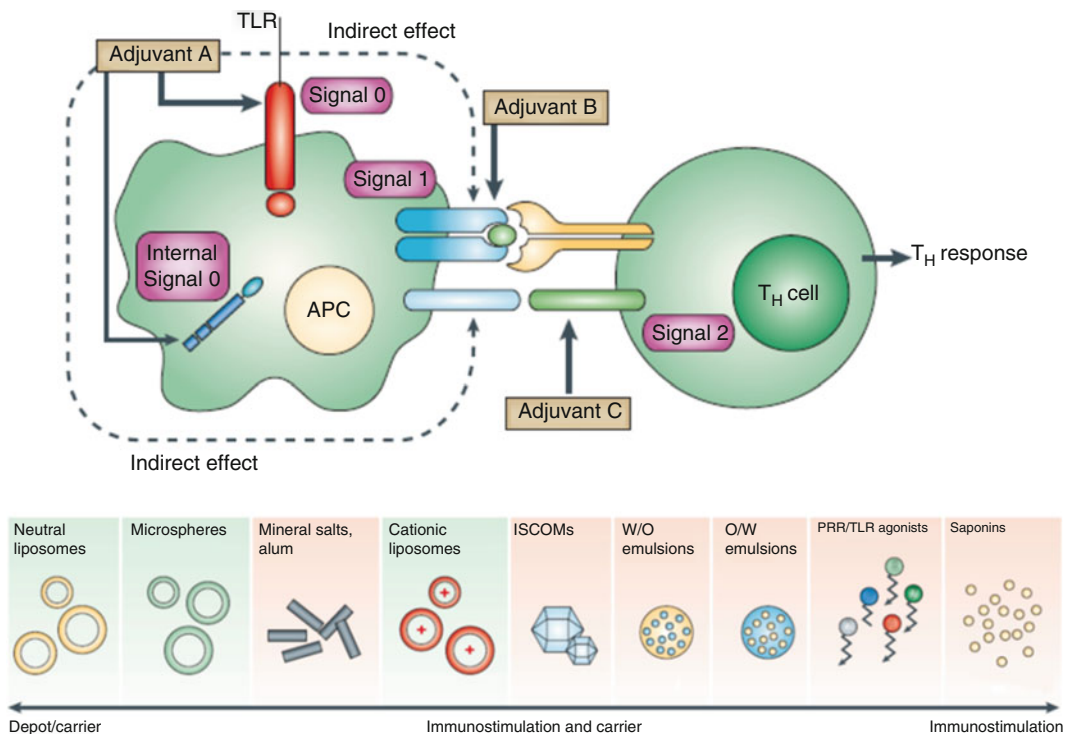 TLR
Indirect effect
Adjuvant A
Signal 0
Adjuvant B
Signal 1
Internal
Signal 0
APC
T_H cell
T_H response
Signal 2
Adjuvant C
Indirect effect
Neutral
liposomes
Microspheres
Mineral salts,
alum
Cationic
liposomes
ISCOMs
W/O
emulsions
O/W
emulsions
PRR/TLR agonists
Saponins
+
+
+
Depot/carrier
Immunostimulation and carrier
Immunostimulation